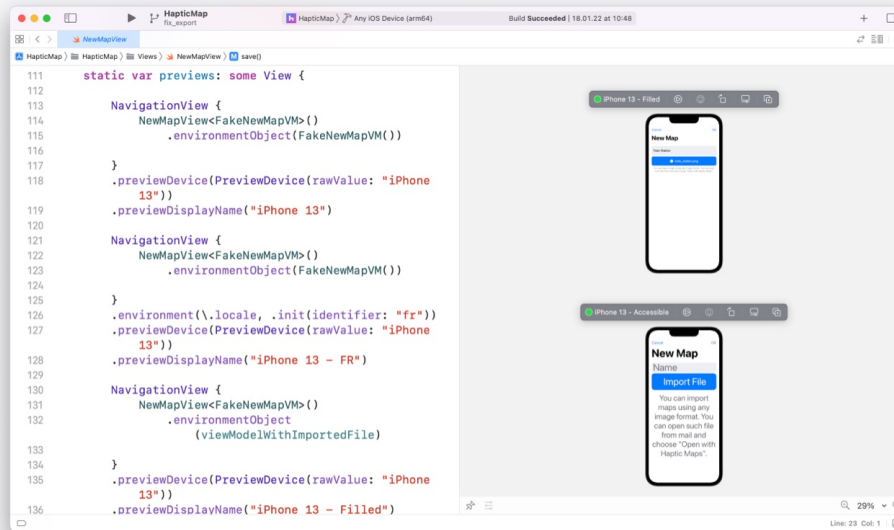 HapticMap
fix_export
HapticMap 〉 Any iOS Device (arm64)
Build Succeeded | 18.01.22 at 10:48
NewMapView
HapticMap 〉 HapticMap 〉 Views 〉 NewMapView 〉 M save()
111 static var previews: some View {
112
113 NavigationView {
114 NewMapView<FakeNewMapVM>()
115 .environmentObject(FakeNewMapVM())
116
117 }
118 .previewDevice(PreviewDevice(rawValue: "iPhone
13"))
119 .previewDisplayName("iPhone 13")
120
121 NavigationView {
122 NewMapView<FakeNewMapVM>()
123 .environmentObject(FakeNewMapVM())
124
125 }
126 .environment(\.locale, .init(identifier: "fr"))
127 .previewDevice(PreviewDevice(rawValue: "iPhone
13"))
128 .previewDisplayName("iPhone 13 – FR")
129
130 NavigationView {
131 NewMapView<FakeNewMapVM>()
132 .environmentObject
(viewModelWithImportedFile)
133
134 }
135 .previewDevice(PreviewDevice(rawValue: "iPhone
13"))
136 .previewDisplayName("iPhone 13 – Filled")
iPhone 13 - Filled
Cancel
New Map
iPhone 13 - Accessible
Cancel
New Map
Name
Import File
You can import
maps using any
image format. You
can open such file
from mail and
choose "Open with
Haptic Maps".
29%
Line: 23 Col: 1